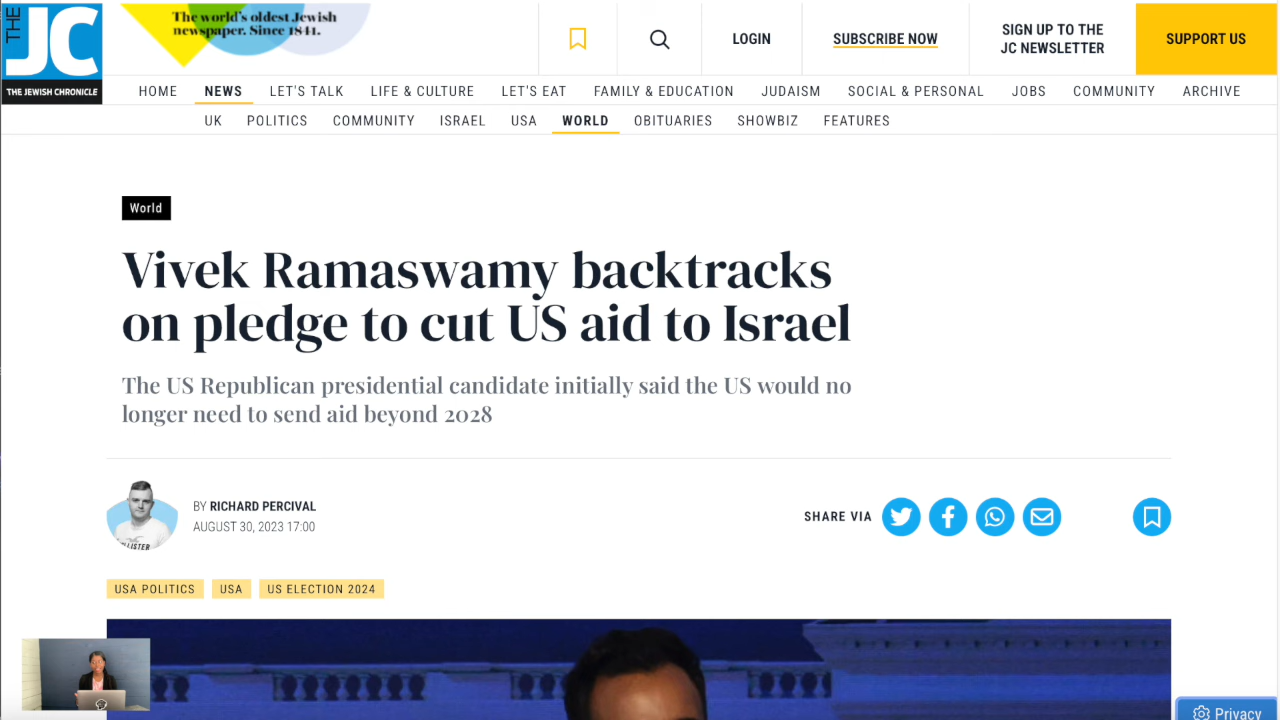 THE
JC
THE JEWISH CHRONICLE
The world's oldest Jewish
newspaper. Since 1841.
LOGIN
SUBSCRIBE NOW
SIGN UP TO THE
JC NEWSLETTER
SUPPORT US
HOME NEWS LET'S TALK LIFE & CULTURE LET'S EAT FAMILY & EDUCATION JUDAISM SOCIAL & PERSONAL JOBS COMMUNITY ARCHIVE
UK POLITICS COMMUNITY ISRAEL USA WORLD OBITUARIES SHOWBIZ FEATURES
World
Vivek Ramaswamy backtracks
on pledge to cut US aid to Israel
The US Republican presidential candidate initially said the US would no
longer need to send aid beyond 2028
BY RICHARD PERCIVAL
AUGUST 30, 2023 17:00
SHARE VIA
USA POLITICS USA US ELECTION 2024
Privacy